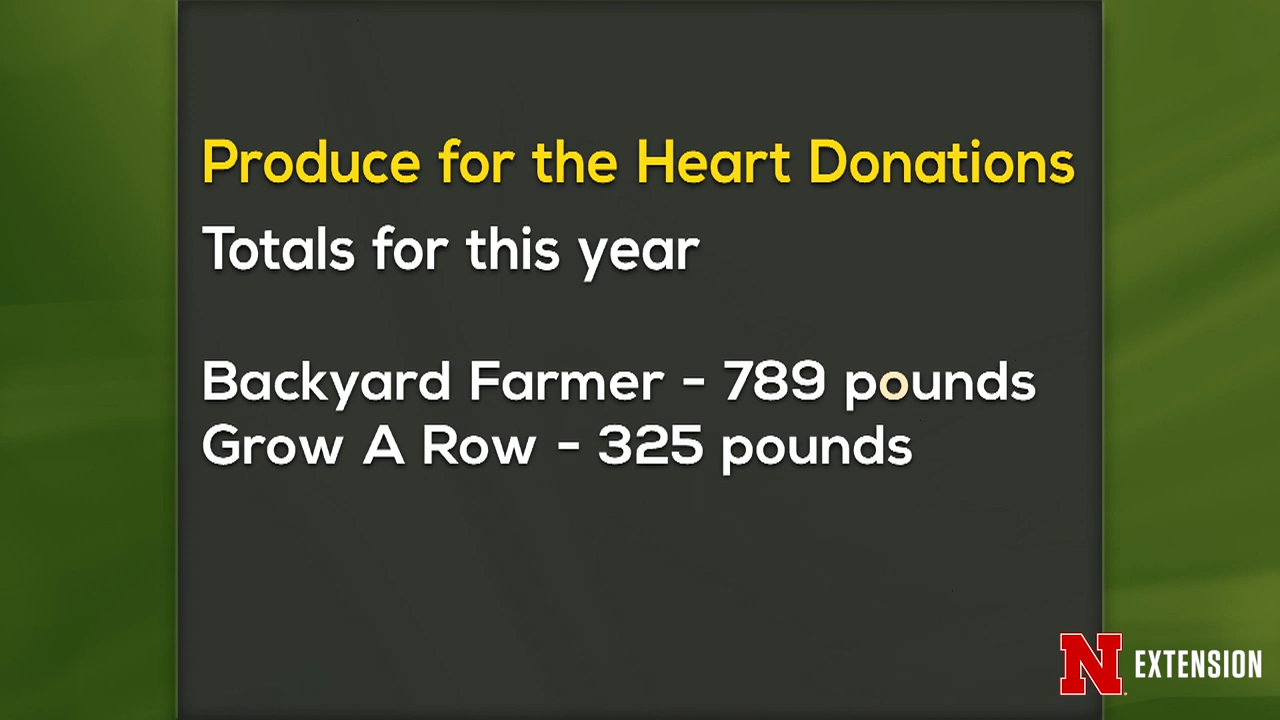 Produce for the Heart Donations
Totals for this year
Backyard Farmer - 789 pounds
Grow A Row - 325 pounds
N EXTENSION